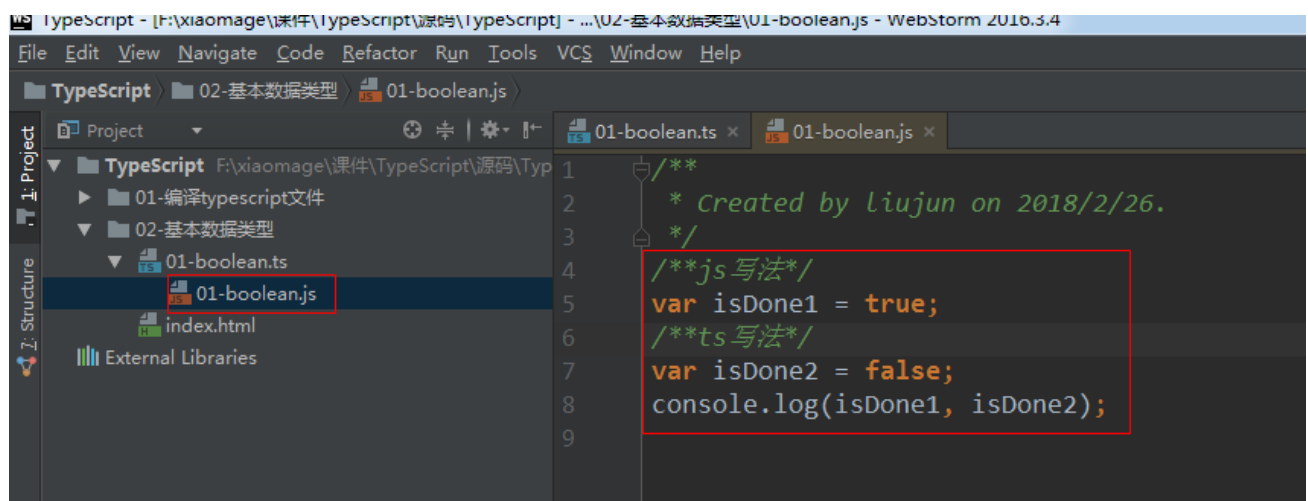 TypeScript - [F:\xiaomage\课件\TypeScript\源码\TypeScript] - ...\02-基本数据类型\01-boolean.js - WebStorm 2016.3.4
File Edit View Navigate Code Refactor Run Tools VCS Window Help
TypeScript 02-基本数据类型 01-boolean.js
Project
01-boolean.ts × 01-boolean.js ×
1: Project
TypeScript F:\xiaomage\课件\TypeScript\源码\Typ
01-编译typescript文件
02-基本数据类型
01-boolean.ts
01-boolean.js
index.html
External Libraries
Z: Structure
1 /**
2 * Created by liujun on 2018/2/26.
3 */
4 /**js写法*/
5 var isDone1 = true;
6 /**ts写法*/
7 var isDone2 = false;
8 console.log(isDone1, isDone2);
9